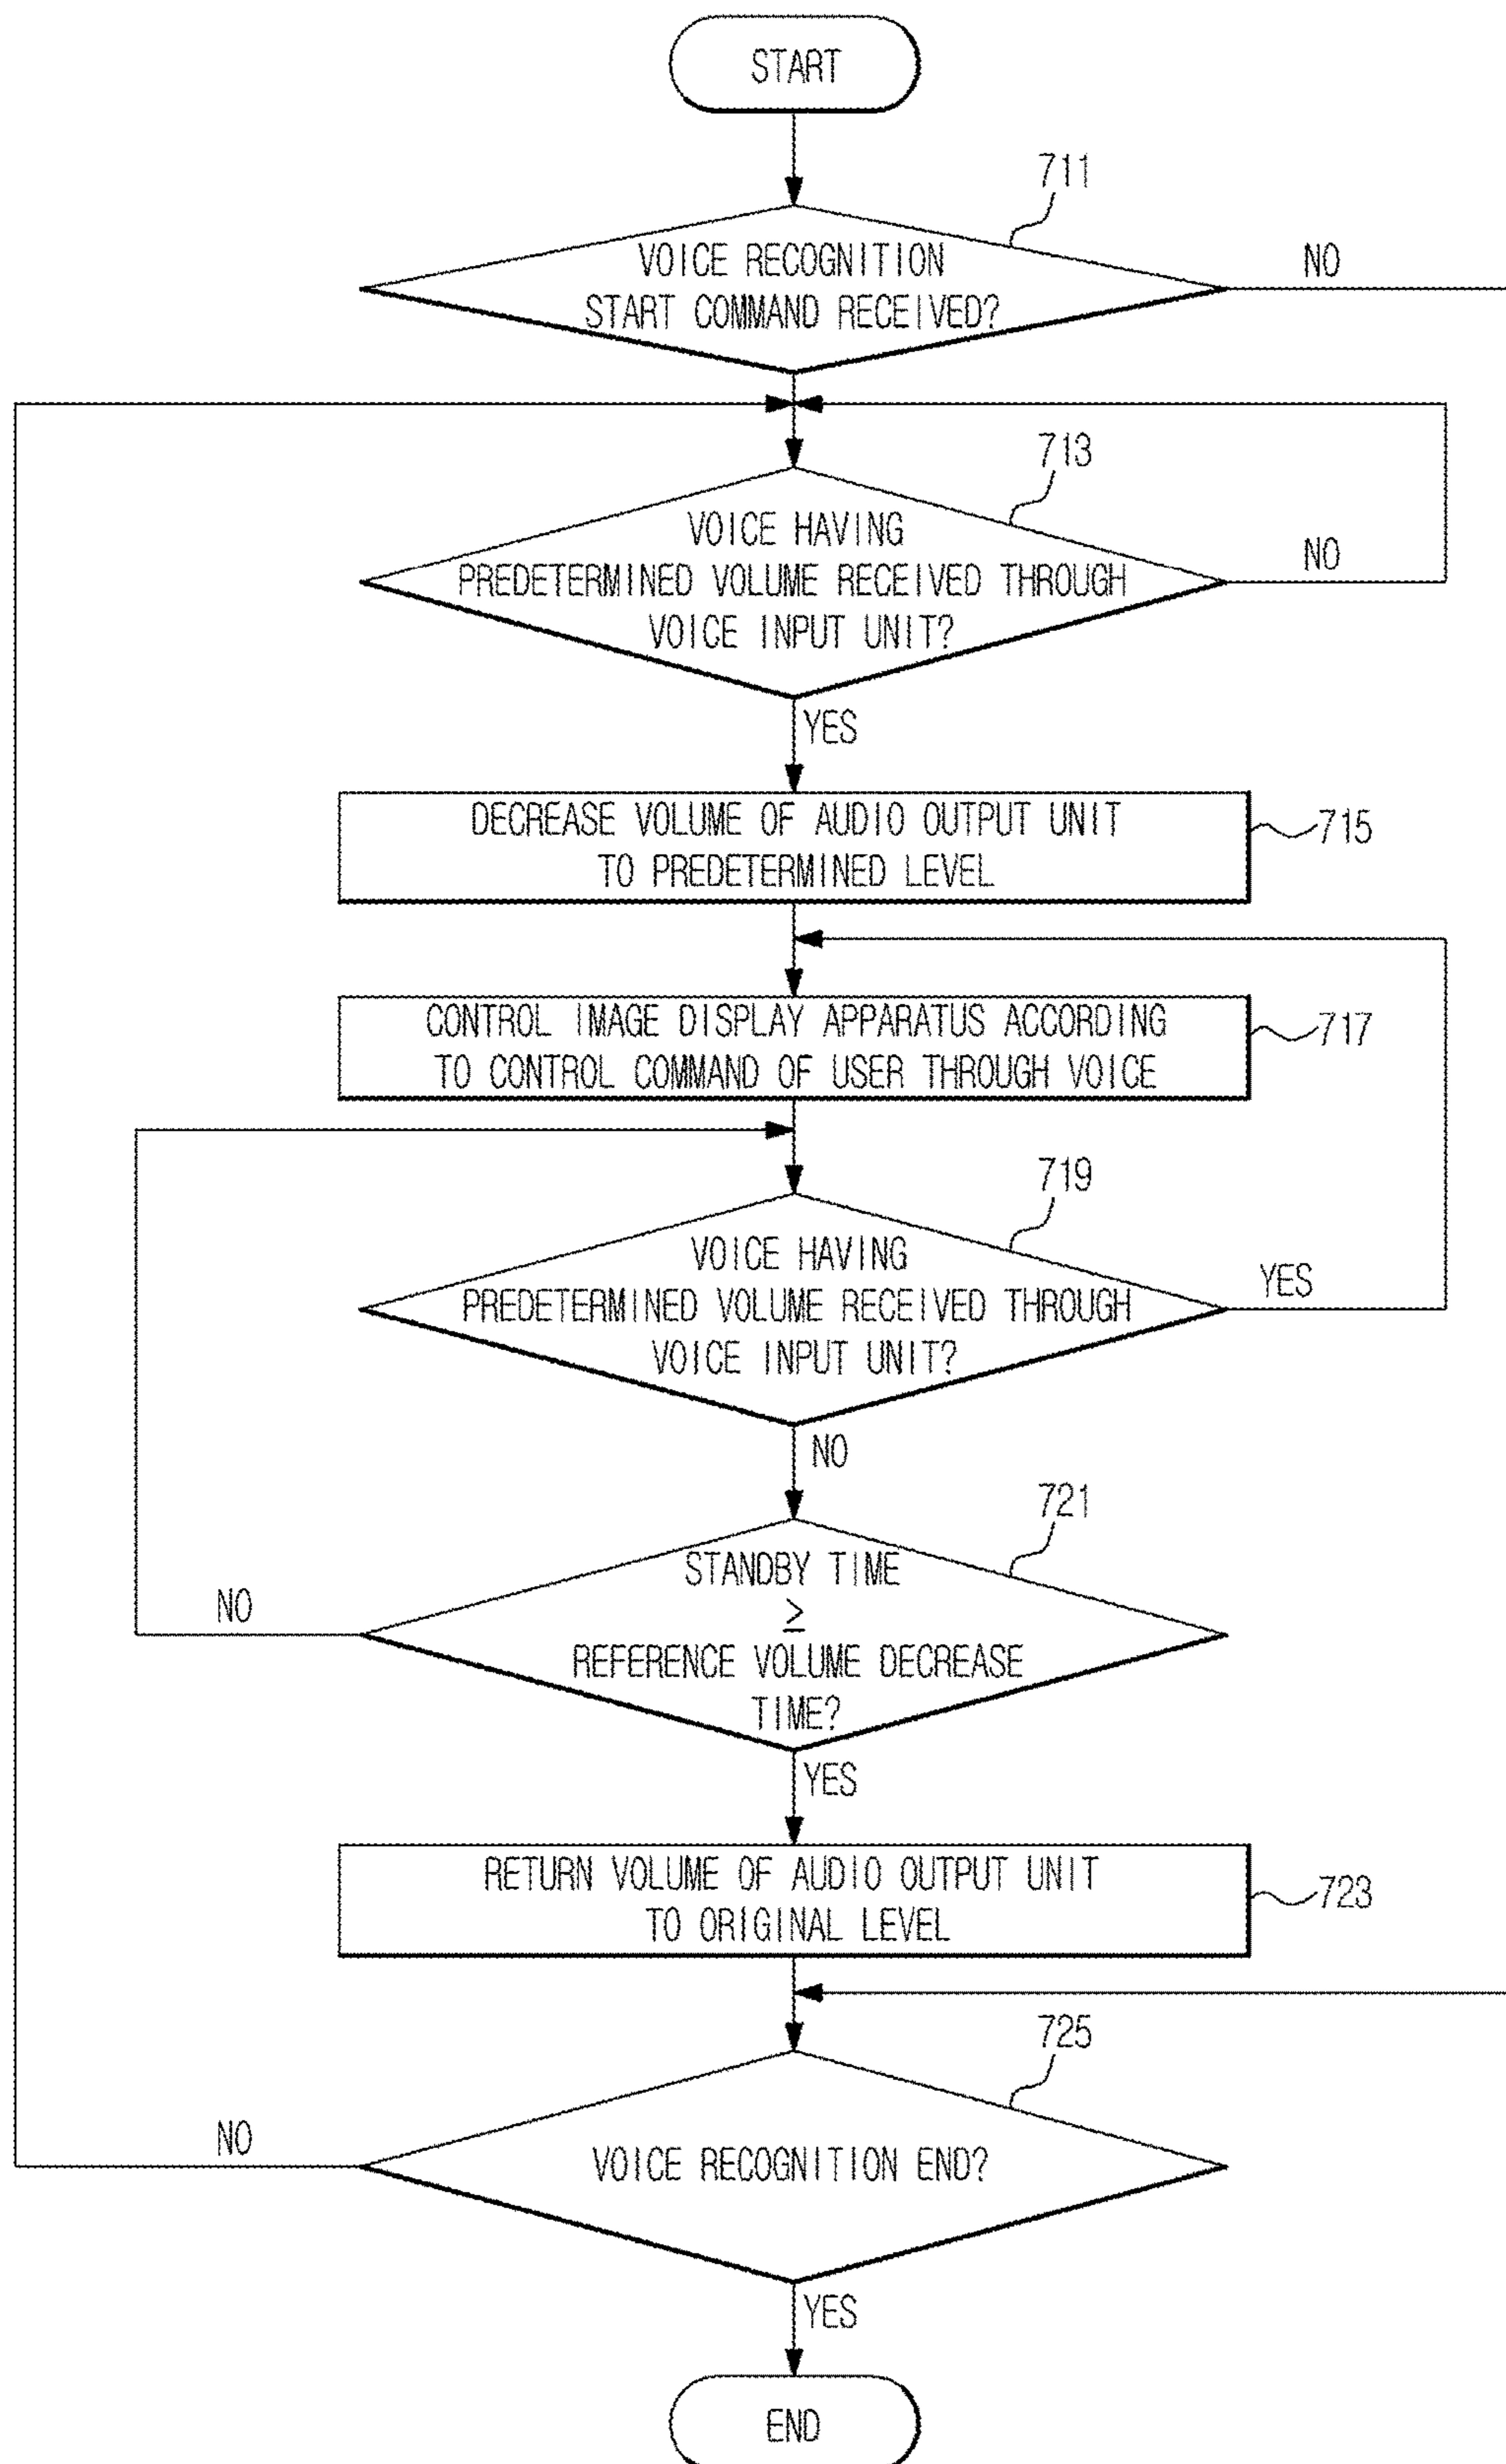 START
711
VOICE RECOGNITION
START COMMAND RECEIVED?
NO
713
VOICE HAVING
PREDETERMINED VOLUME RECEIVED THROUGH
VOICE INPUT UNIT?
NO
YES
DECREASE VOLUME OF AUDIO OUTPUT UNIT
TO PREDETERMINED LEVEL
715
CONTROL IMAGE DISPLAY APPARATUS ACCORDING
TO CONTROL COMMAND OF USER THROUGH VOICE
717
719
VOICE HAVING
PREDETERMINED VOLUME RECEIVED THROUGH
VOICE INPUT UNIT?
YES
NO
721
STANDBY TIME
≥
REFERENCE VOLUME DECREASE
TIME?
NO
YES
RETURN VOLUME OF AUDIO OUTPUT UNIT
TO ORIGINAL LEVEL
723
725
VOICE RECOGNITION END?
NO
YES
END